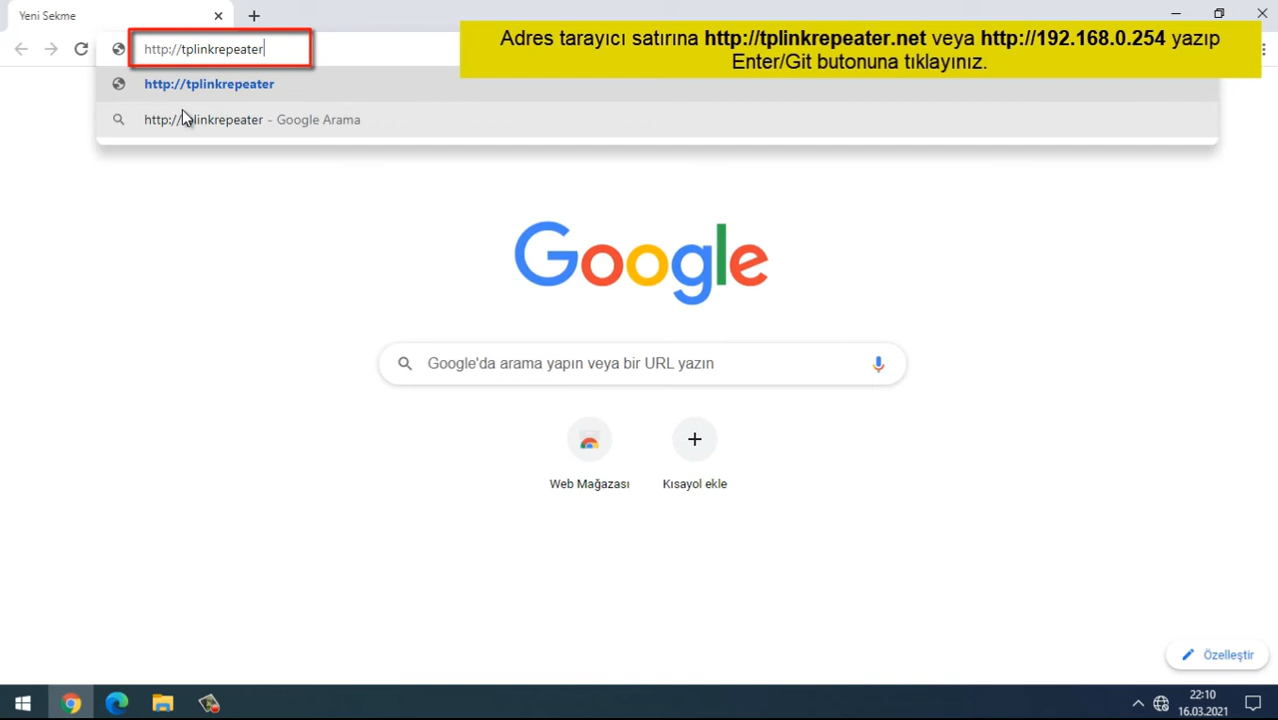 Yeni Sekme
http://tplinkrepeater
Adres tarayıcı satırına http://tplinkrepeater.net veya http://192.168.0.254 yazıp
Enter/Git butonuna tıklayınız.
http://tplinkrepeater
http://tplinkrepeater - Google Arama
Google
Google'da arama yapın veya bir URL yazın
Web Mağazası
Kısayol ekle
Özelleştir
22:10
16.03.2021